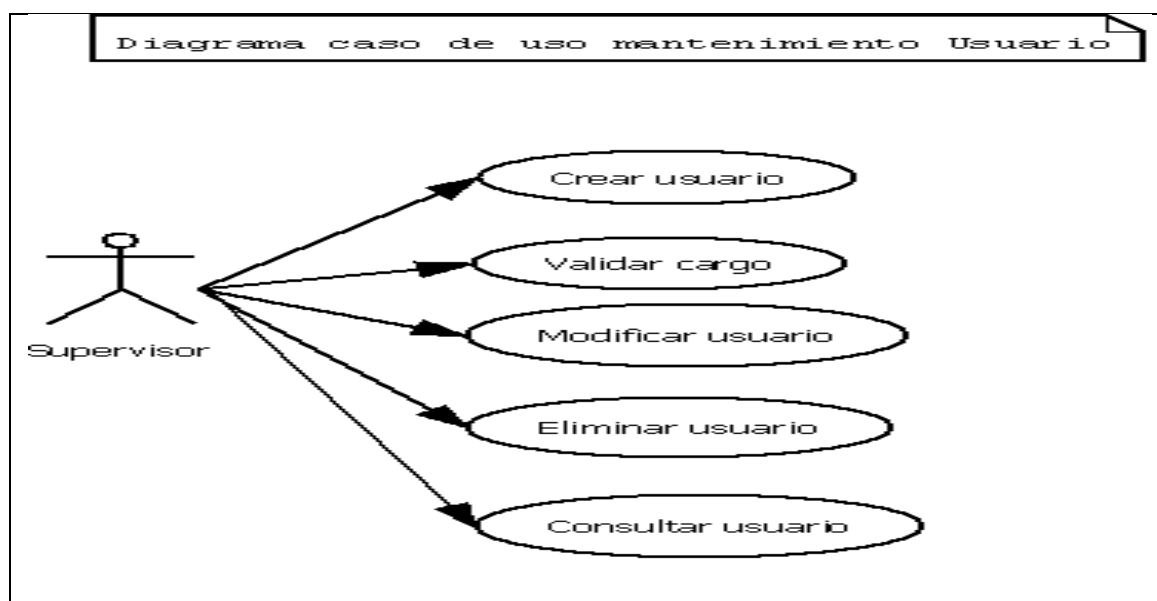 Diagrama caso de uso mantenimiento Usuario
Crear usuario
Validar cargo
Modificar usuario
Supervisor
Eliminar usuario
Consultar usuario